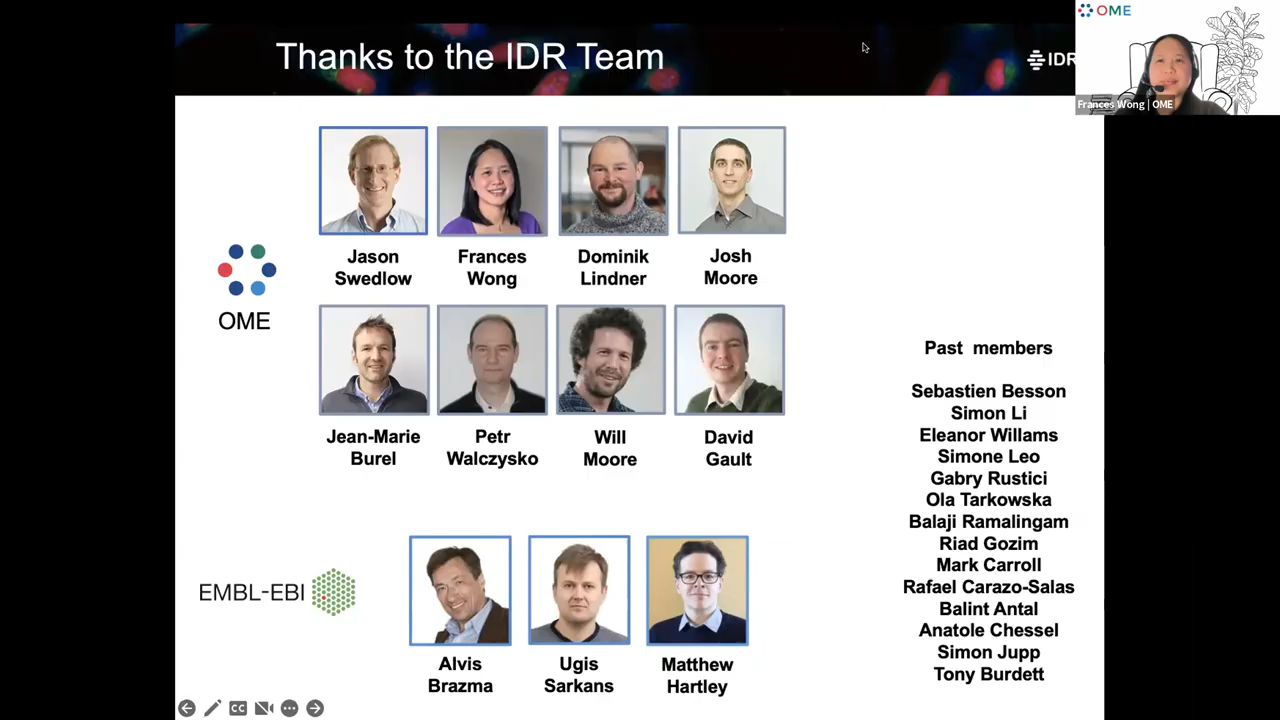 Thanks to the IDR Team
IDR
OME
Frances Wong | OME
Jason
Swedlow
Frances
Wong
Dominik
Lindner
Josh
Moore
OME
Jean-Marie
Burel
Petr
Walczysko
Will
Moore
David
Gault
Past members
Sebastien Besson
Simon Li
Eleanor Willams
Simone Leo
Gabry Rustici
Ola Tarkowska
Balaji Ramalingam
Riad Gozim
Mark Carroll
Rafael Carazo-Salas
Balint Antal
Anatole Chessel
Simon Jupp
Tony Burdett
EMBL-EBI
Alvis
Brazma
Ugis
Sarkans
Matthew
Hartley
CC